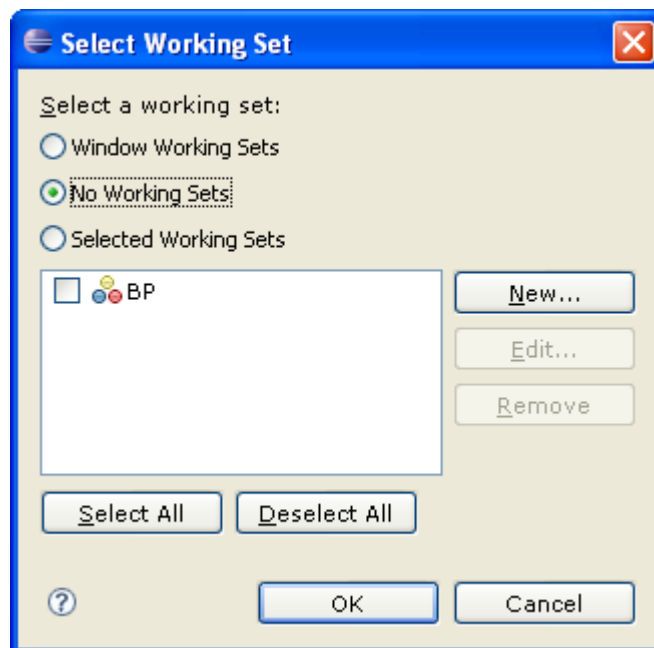 Select Working Set
Select a working set:
Window Working Sets
No Working Sets
Selected Working Sets
BP
New...
Edit...
Remove
Select All Deselect All
? OK Cancel